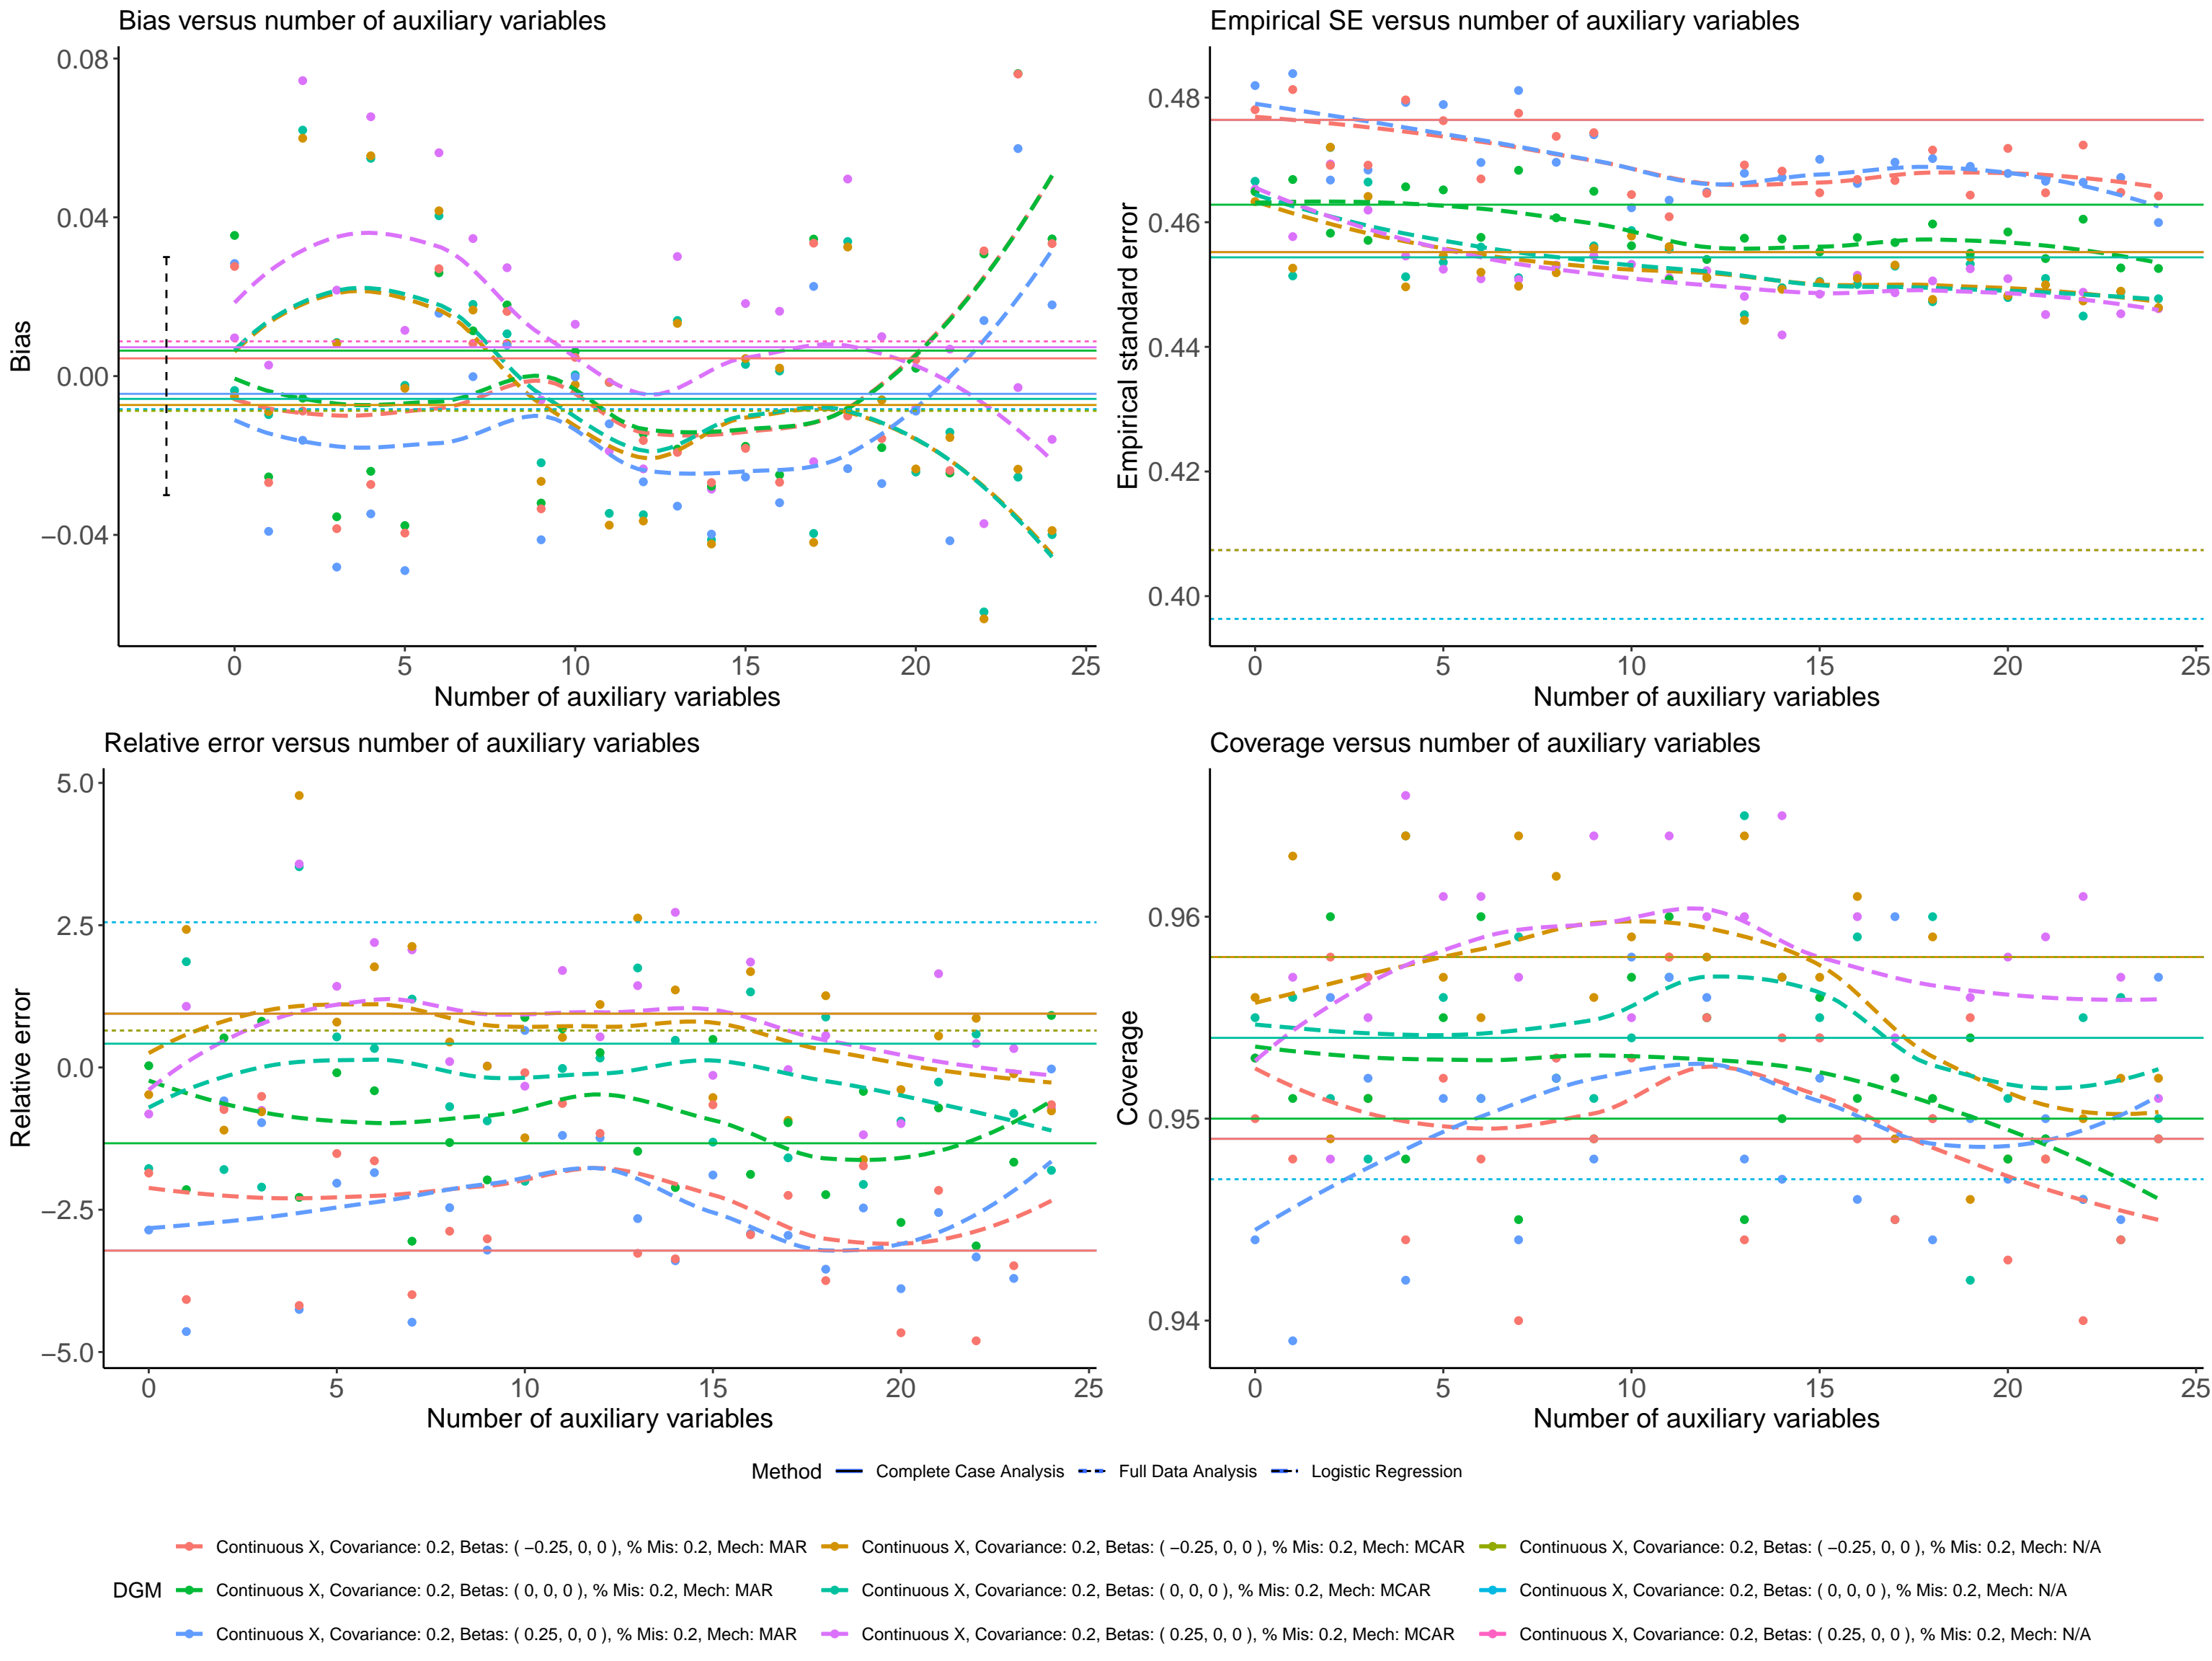 Bias versus number of auxiliary variables
0.08
0.04
0.00
−0.04
Bias
0 5 10 15 20 25
Number of auxiliary variables
Empirical SE versus number of auxiliary variables
0.48
0.46
0.44
0.42
0.40
Empirical standard error
0 5 10 15 20 25
Number of auxiliary variables
Relative error versus number of auxiliary variables
5.0
2.5
0.0
−2.5
−5.0
Relative error
0 5 10 15 20 25
Number of auxiliary variables
Coverage versus number of auxiliary variables
0.96
0.95
0.94
Coverage
0 5 10 15 20 25
Number of auxiliary variables
Method Complete Case Analysis Full Data Analysis Logistic Regression
DGM
Continuous X, Covariance: 0.2, Betas: ( −0.25, 0, 0 ), % Mis: 0.2, Mech: MAR
Continuous X, Covariance: 0.2, Betas: ( 0, 0, 0 ), % Mis: 0.2, Mech: MAR
Continuous X, Covariance: 0.2, Betas: ( 0.25, 0, 0 ), % Mis: 0.2, Mech: MAR
Continuous X, Covariance: 0.2, Betas: ( −0.25, 0, 0 ), % Mis: 0.2, Mech: MCAR
Continuous X, Covariance: 0.2, Betas: ( 0, 0, 0 ), % Mis: 0.2, Mech: MCAR
Continuous X, Covariance: 0.2, Betas: ( 0.25, 0, 0 ), % Mis: 0.2, Mech: MCAR
Continuous X, Covariance: 0.2, Betas: ( −0.25, 0, 0 ), % Mis: 0.2, Mech: N/A
Continuous X, Covariance: 0.2, Betas: ( 0, 0, 0 ), % Mis: 0.2, Mech: N/A
Continuous X, Covariance: 0.2, Betas: ( 0.25, 0, 0 ), % Mis: 0.2, Mech: N/A